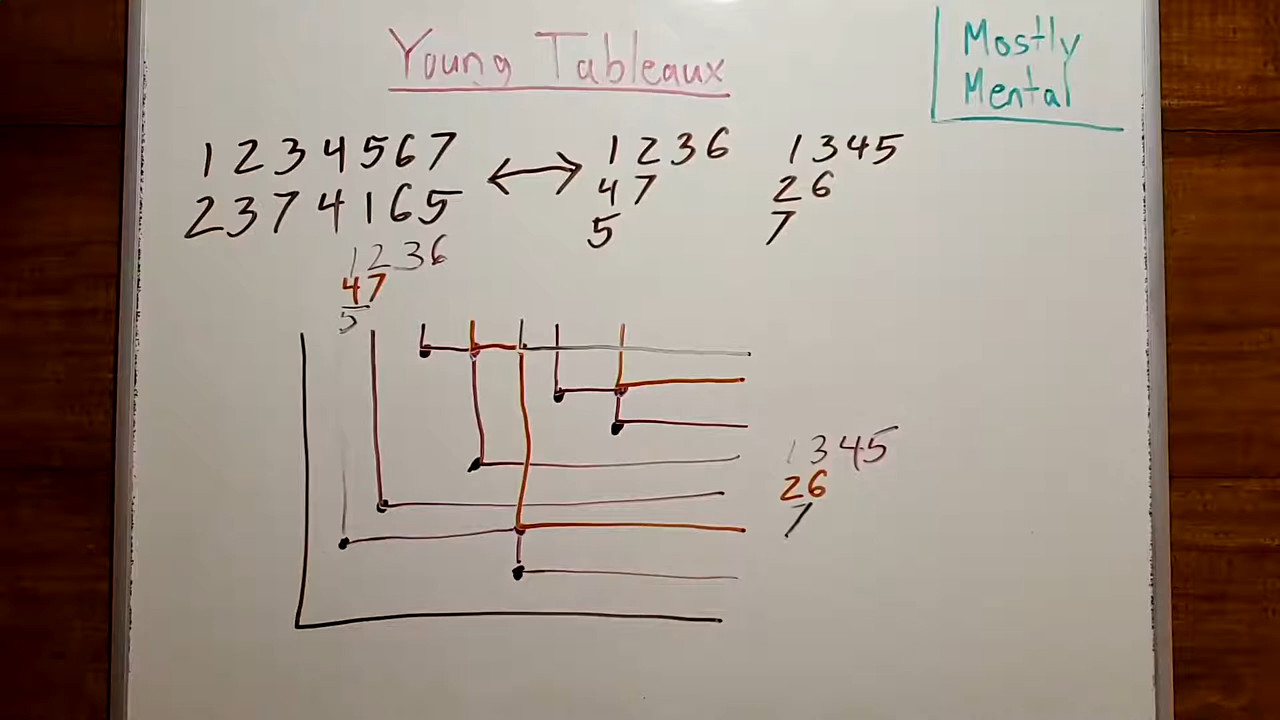 Young Tableaux
Mostly
Mental
1 2 3 4 5 6 7
2 3 7 4 1 6 5
1 2 3 6
4 7
5
1 3 4 5
2 6
7
1 2 3 6
4 7
5
1 3 4 5
2 6
7